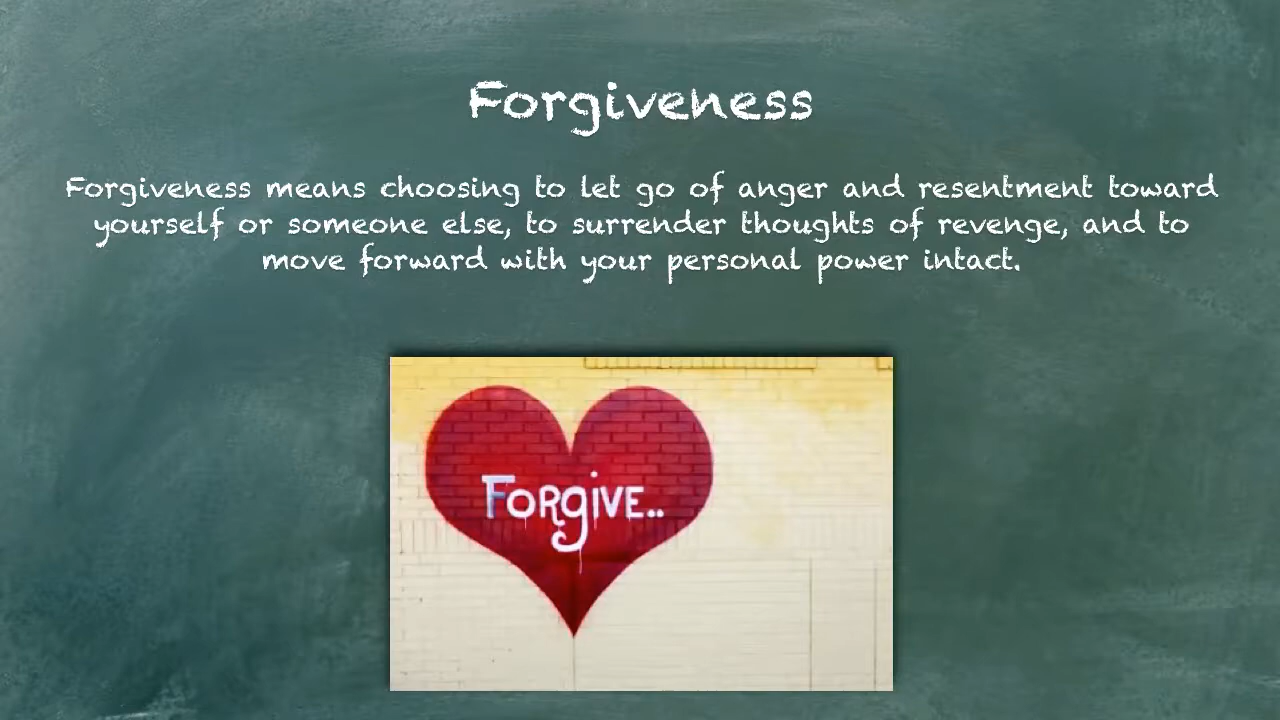 Forgiveness
Forgiveness means choosing to let go of anger and resentment toward
yourself or someone else, to surrender thoughts of revenge, and to
move forward with your personal power intact.
FORgiVE..